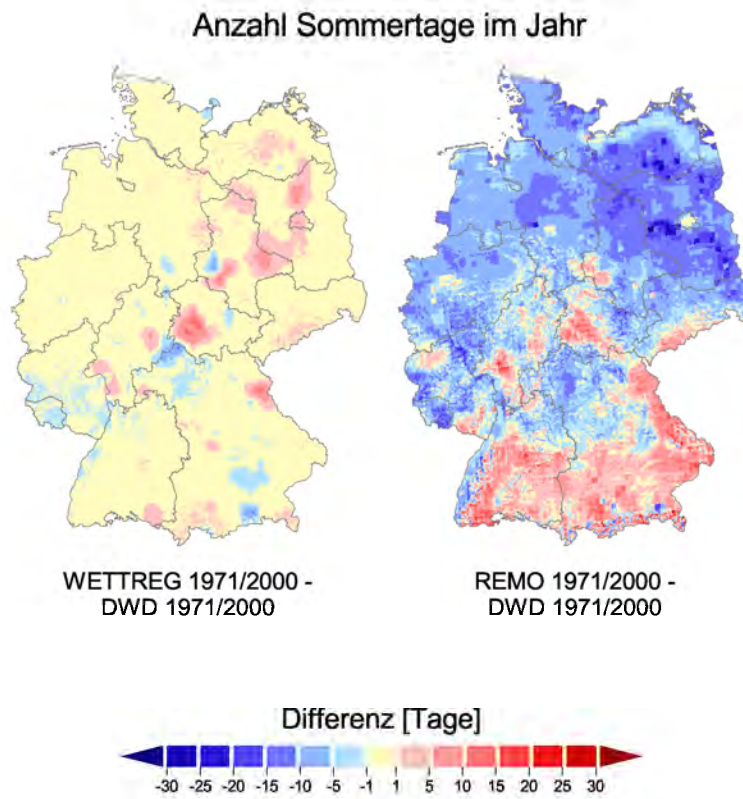 Anzahl Sommertage im Jahr
WETTREG 1971/2000 -
DWD 1971/2000
REMO 1971/2000 -
DWD 1971/2000
Differenz [Tage]
-30 -25 -20 -15 -10 -5 -1 1 5 10 15 20 25 30